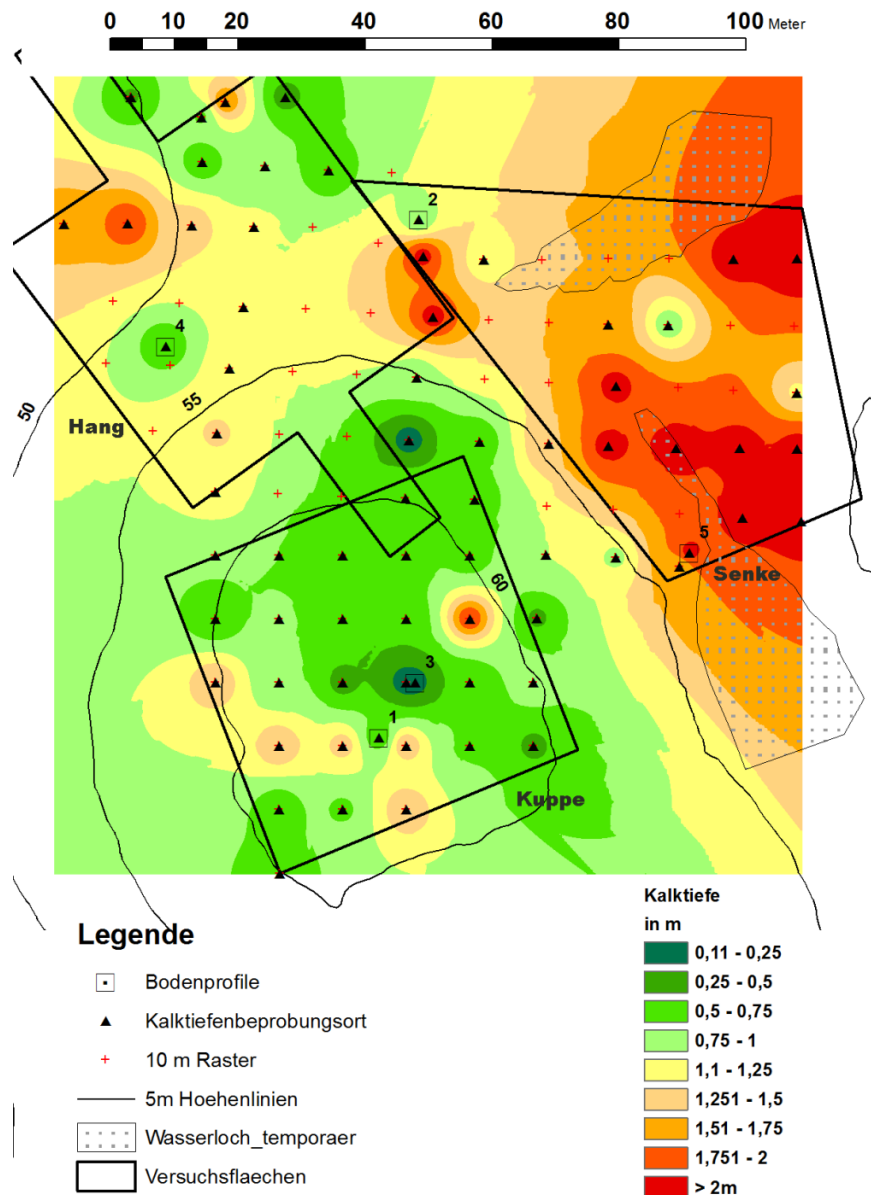 0 10 20 40 60 80 100 Meter
2
4
50
55
Hang
5
Senke
60
3
1
Kuppe
Kalktiefe
in m
0,11 - 0,25
0,25 - 0,5
0,5 - 0,75
0,75 - 1
1,1 - 1,25
1,251 - 1,5
1,51 - 1,75
1,751 - 2
> 2m
Legende
Bodenprofile
Kalktiefenbeprobungsort
10 m Raster
5m Hoehenlinien
Wasserloch_temporaer
Versuchsflaechen